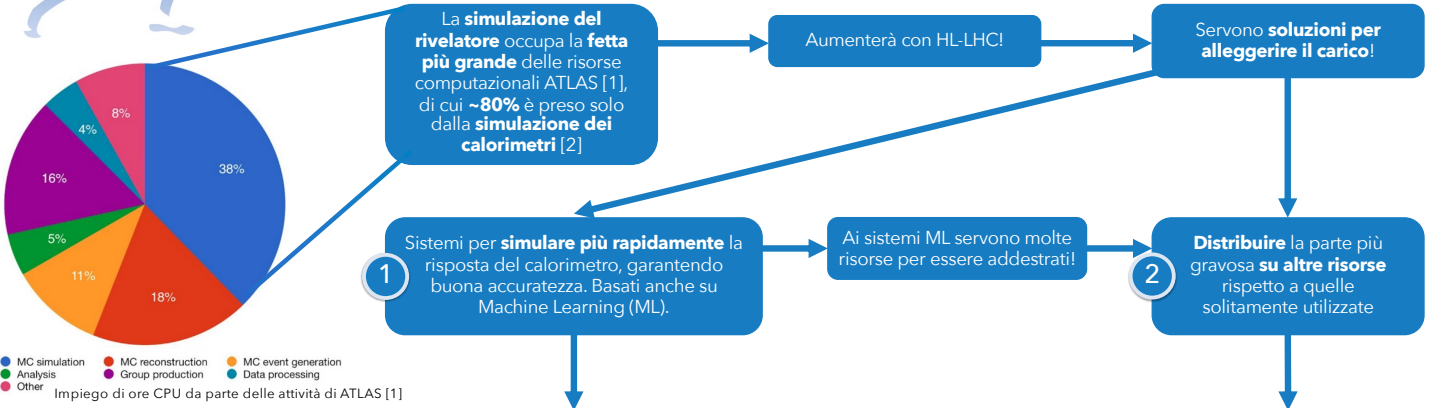 La simulazione del
rivelatore occupa la fetta
più grande delle risorse
computazionali ATLAS [1],
di cui ~80% è preso solo
dalla simulazione dei
calorimetri [2]
Aumenterà con HL-LHC!
Servono soluzioni per
alleggerire il carico!
8%
4%
38%
16%
5%
11%
18%
MC simulation
MC reconstruction
MC event generation
Analysis
Group production
Data processing
Other
Impiego di ore CPU da parte delle attività di ATLAS [1]
1
Sistemi per simulare più rapidamente la
risposta del calorimetro, garantendo
buona accuratezza. Basati anche su
Machine Learning (ML).
Ai sistemi ML servono molte
risorse per essere addestrati!
2
Distribuire la parte più
gravosa su altre risorse
rispetto a quelle
solitamente utilizzate